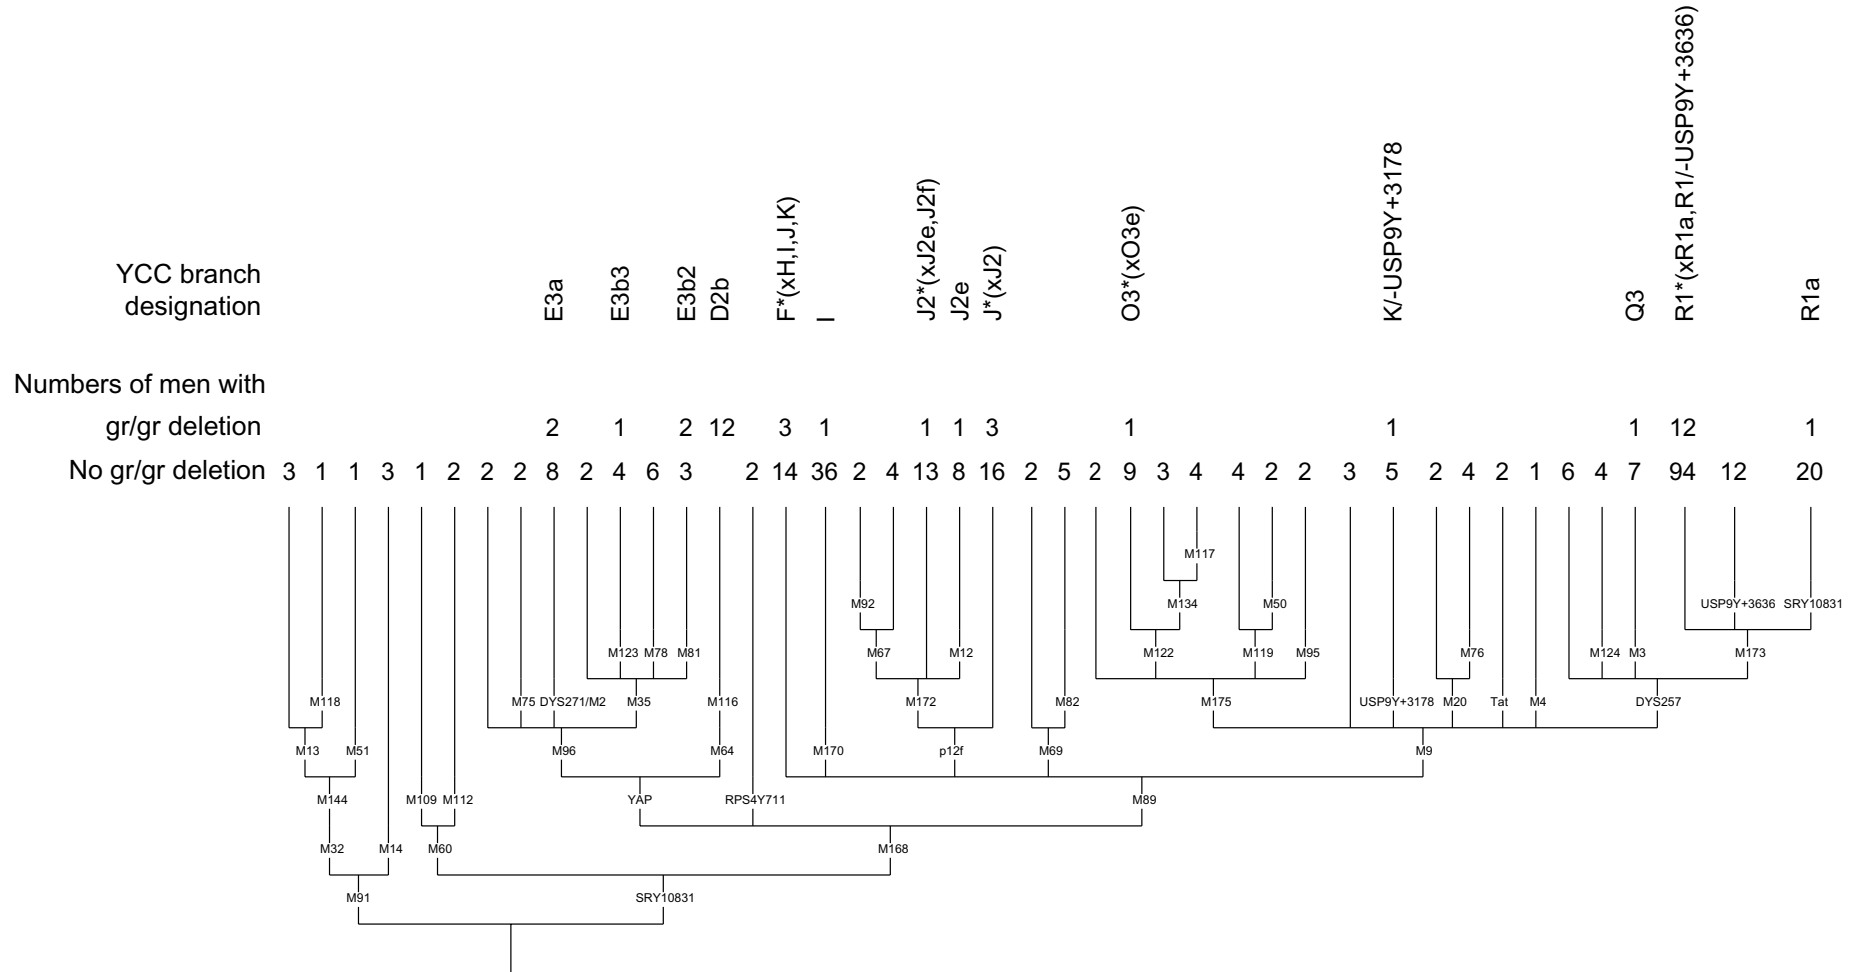 YCC branch
designation
E3a
E3b3
E3b2
D2b
F*(xH,I,J,K)
I
J2*(xJ2e,J2f)
J2e
J*(xJ2)
O3*(xO3e)
K/-USP9Y+3178
Q3
R1*(xR1a,R1/-USP9Y+3636)
R1a
Numbers of men with
gr/gr deletion 2 1 2 12 3 1 1 1 3 1 1 1 12 1
No gr/gr deletion 3 1 1 3 1 2 2 2 8 2 4 6 3 2 14 36 2 4 13 8 16 2 5 2 9 3 4 4 2 2 3 5 2 4 2 1 6 4 7 94 12 20
M117
M92 M134 M50 USP9Y+3636 SRY10831
M123 M78 M81 M67 M12 M122 M119 M95 M76 M124 M3 M173
M118 M75 DYS271/M2 M35 M116 M172 M82 M175 USP9Y+3178 M20 Tat M4 DYS257
M13 M51 M96 M64 M170 p12f M69 M9
M144 M109 M112 YAP RPS4Y711 M89
M32 M14 M60 M168
M91 SRY10831